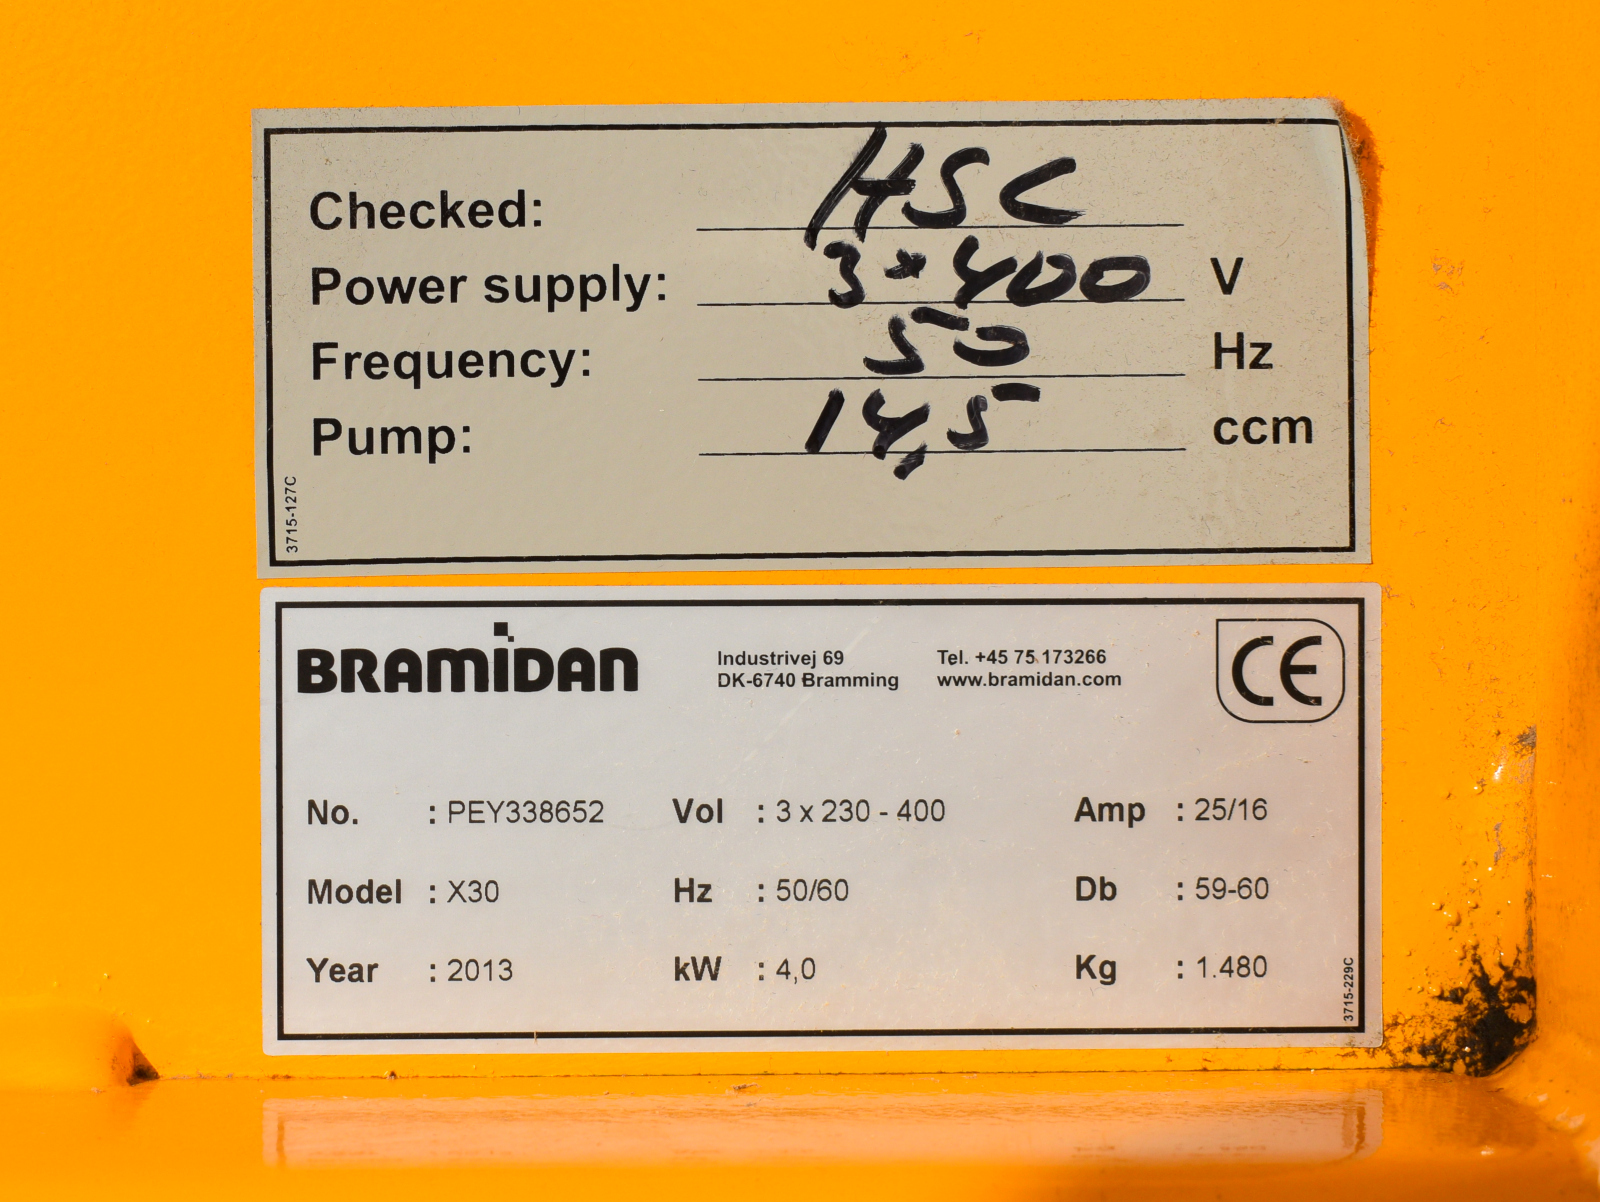 Checked: HSC
Power supply: 3×400 V
Frequency: 50 Hz
Pump: 14,5 ccm
3715-127C
BRAMIDAN
Industrivej 69 Tel. +45 75 173266
DK-6740 Bramming www.bramidan.com
CE
No. : PEY338652 Vol : 3 x 230 - 400 Amp : 25/16
Model : X30 Hz : 50/60 Db : 59-60
Year : 2013 kW : 4,0 Kg : 1.480
3715-229C